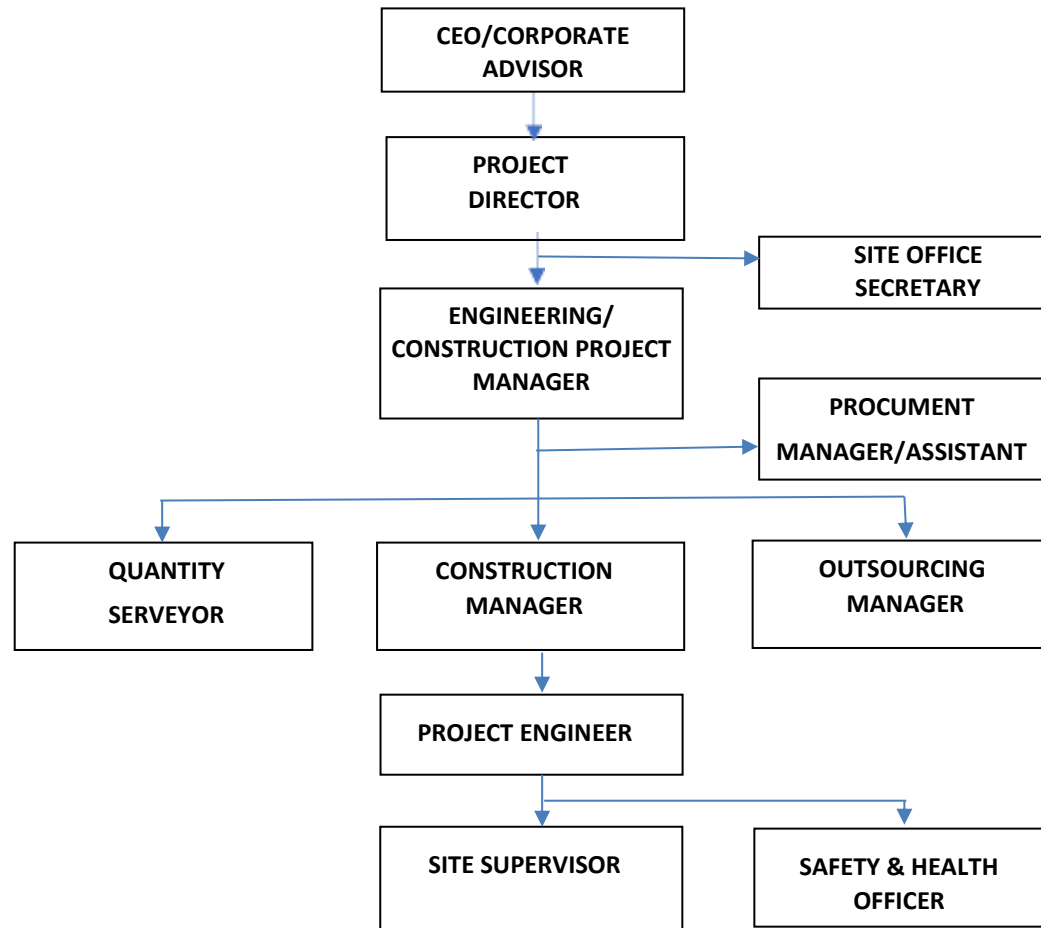 CEO/CORPORATE
ADVISOR
PROJECT
DIRECTOR
SITE OFFICE
SECRETARY
ENGINEERING/
CONSTRUCTION PROJECT
MANAGER
PROCUMENT
MANAGER/ASSISTANT
QUANTITY
SERVEYOR
CONSTRUCTION
MANAGER
OUTSOURCING
MANAGER
PROJECT ENGINEER
SITE SUPERVISOR
SAFETY & HEALTH
OFFICER